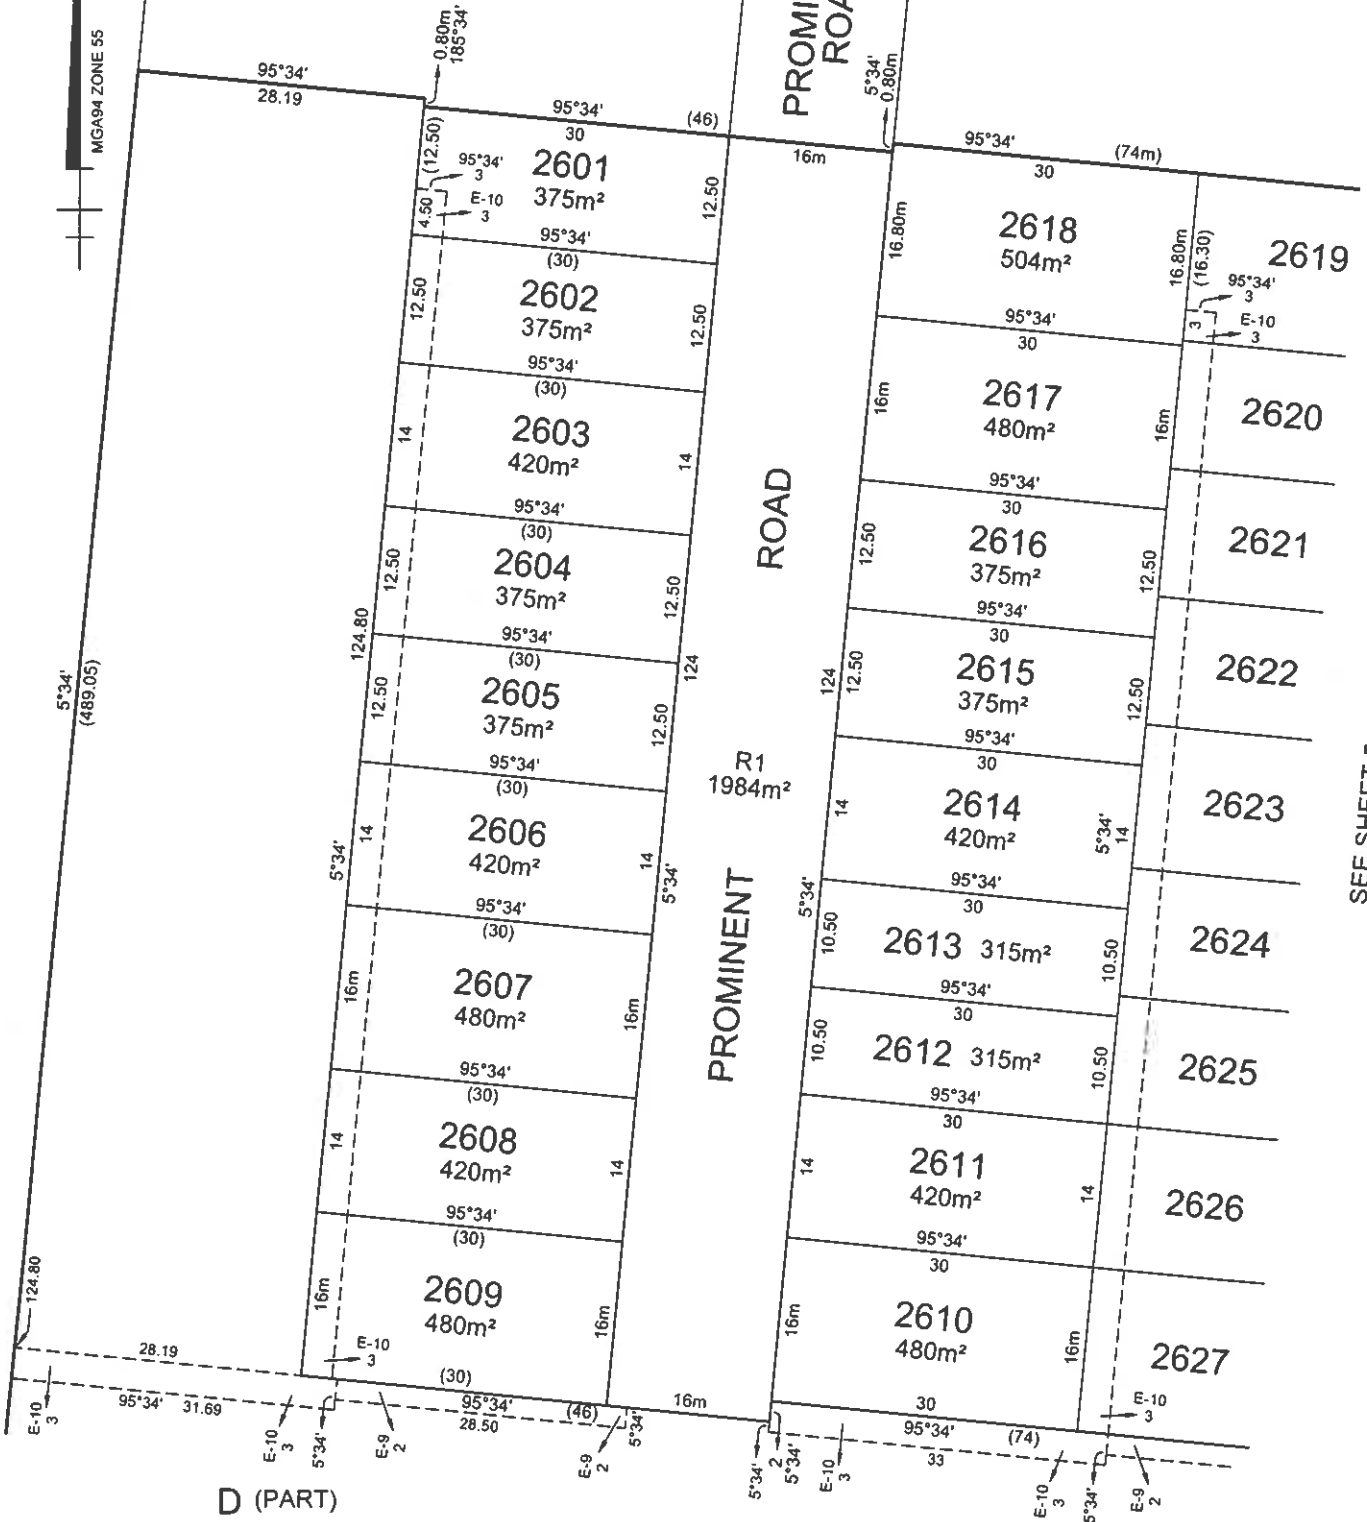 MGA94 ZONE 55
95°34'
28.19
0.80m
185°34'
95°34'
(46)
30
PROMI
ROA
5°34'
0.80m
16m
95°34'
(74m)
30
(12.50)
95°34'
3
4.50
E-10
3
2601
375m²
12.50
95°34'
(30)
12.50
2602
375m²
12.50
95°34'
(30)
14
2603
420m²
14
95°34'
(30)
12.50
2604
375m²
12.50
95°34'
(30)
124.80
12.50
2605
375m²
12.50
95°34'
(30)
5°34'
14
2606
420m²
14
5°34'
95°34'
(30)
16m
2607
480m²
16m
95°34'
(30)
14
2608
420m²
14
95°34'
(30)
16m
2609
480m²
16m
E-10
3
(30)
5°34'
(489.05)
124.80
28.19
95°34'
31.69
E-10
3
E-10
3
5°34'
E-9
2
95°34'
28.50
(46)
E-9
2
5°34'
16m
D (PART)
ROAD
124
R1
1984m²
PROMINENT
16.80m
2618
504m²
16.80m
(16.30)
95°34'
3
3
E-10
3
2619
95°34'
30
16m
2617
480m²
16m
2620
95°34'
30
12.50
2616
375m²
12.50
2621
95°34'
30
124
12.50
2615
375m²
12.50
2622
95°34'
30
14
2614
420m²
5°34'
14
2623
SEE SHEET
5°34'
95°34'
30
10.50
2613 315m²
10.50
2624
95°34'
30
10.50
2612 315m²
10.50
2625
95°34'
30
14
2611
420m²
14
2626
95°34'
30
16m
2610
480m²
16m
2627
E-10
3
30
95°34'
(74)
33
5°34'
2
5°34'
E-10
3
E-10
3
5°34'
E-9
2